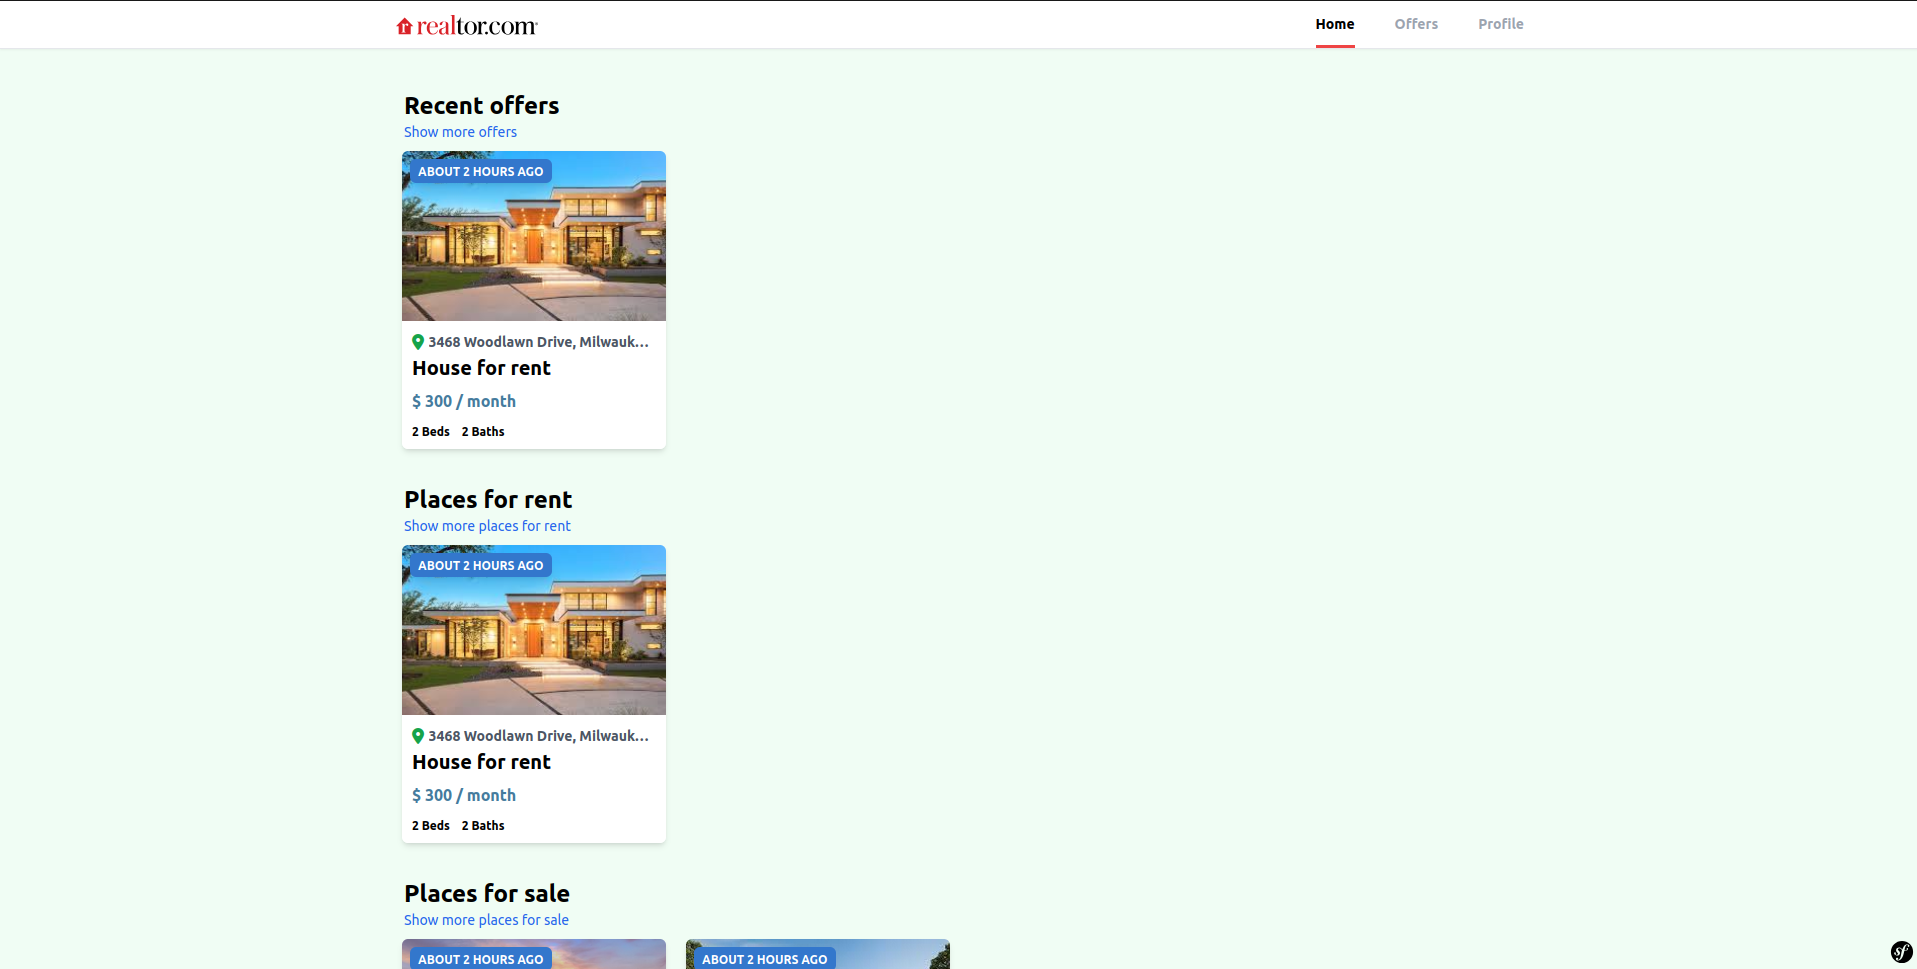 realtor.com
Home
Offers
Profile
Recent offers
Show more offers
ABOUT 2 HOURS AGO
3468 Woodlawn Drive, Milwauk...
House for rent
$ 300 / month
2 Beds 2 Baths
Places for rent
Show more places for rent
ABOUT 2 HOURS AGO
3468 Woodlawn Drive, Milwauk...
House for rent
$ 300 / month
2 Beds 2 Baths
Places for sale
Show more places for sale
ABOUT 2 HOURS AGO
ABOUT 2 HOURS AGO
sf